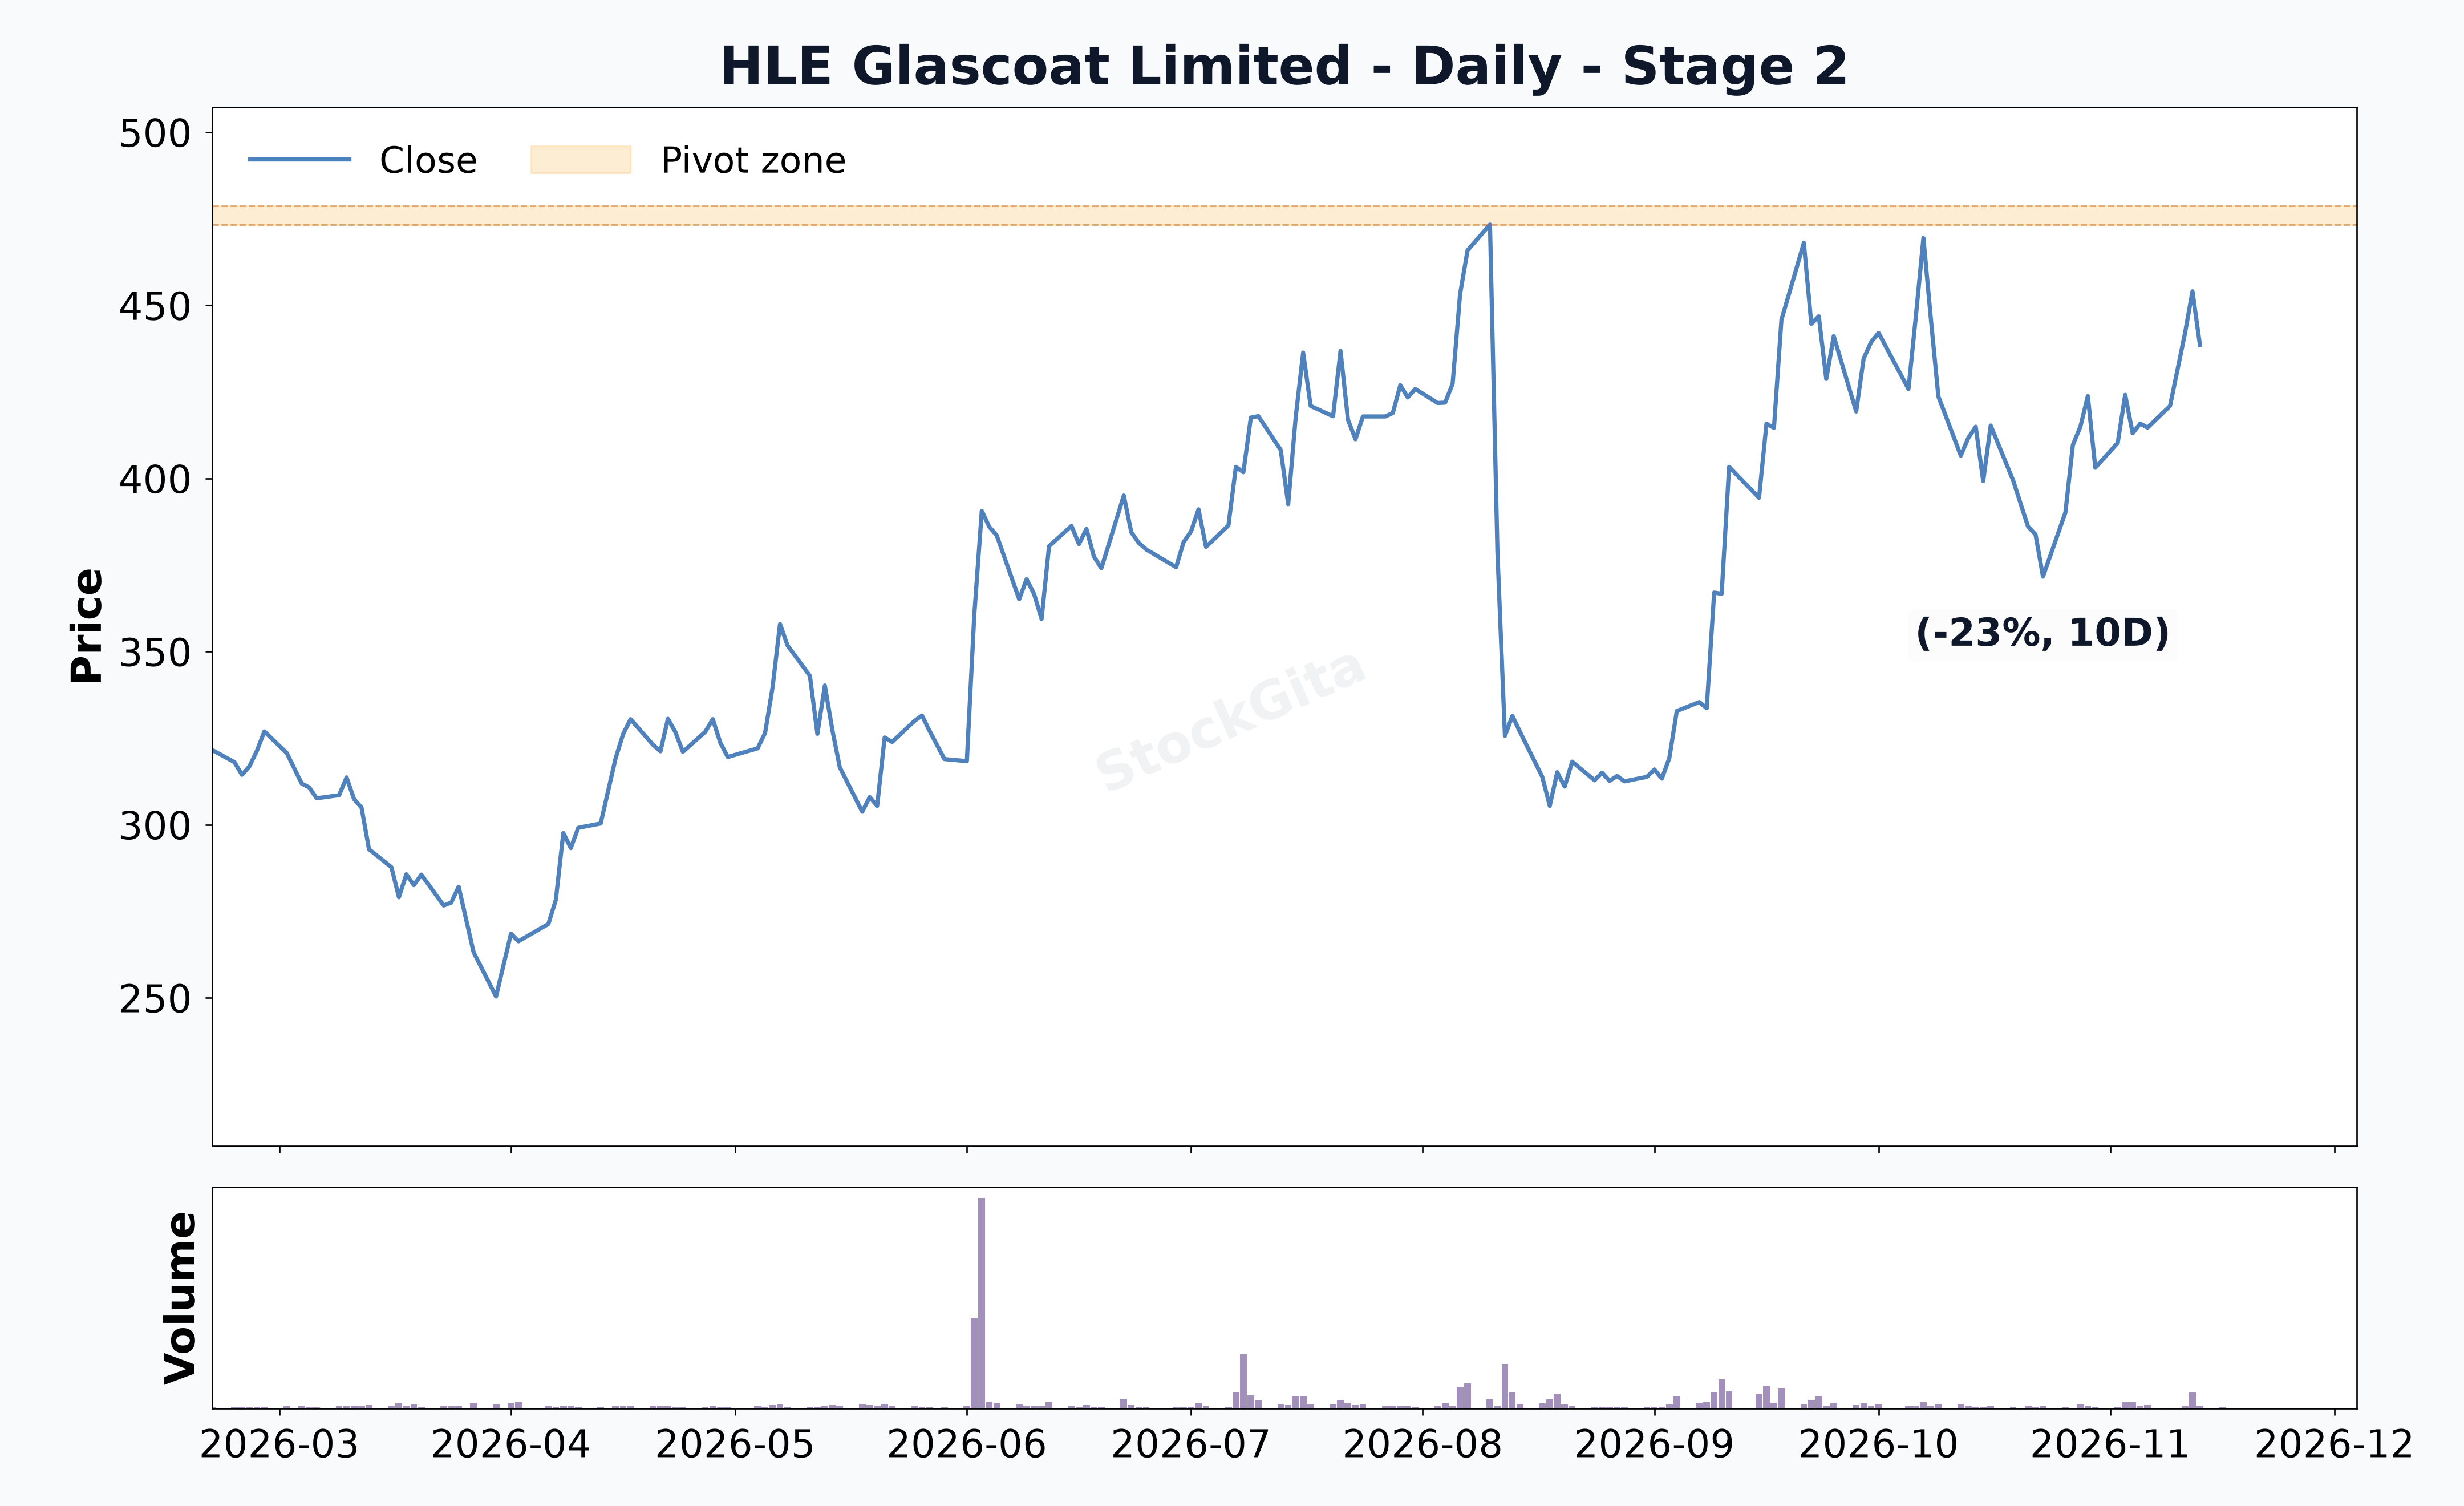 HLE Glascoat Limited - Daily - Stage 2
Close
Pivot zone
500
450
400
350
300
250
Price
(-23%, 10D)
StockGita
Volume
2026-03
2026-04
2026-05
2026-06
2026-07
2026-08
2026-09
2026-10
2026-11
2026-12